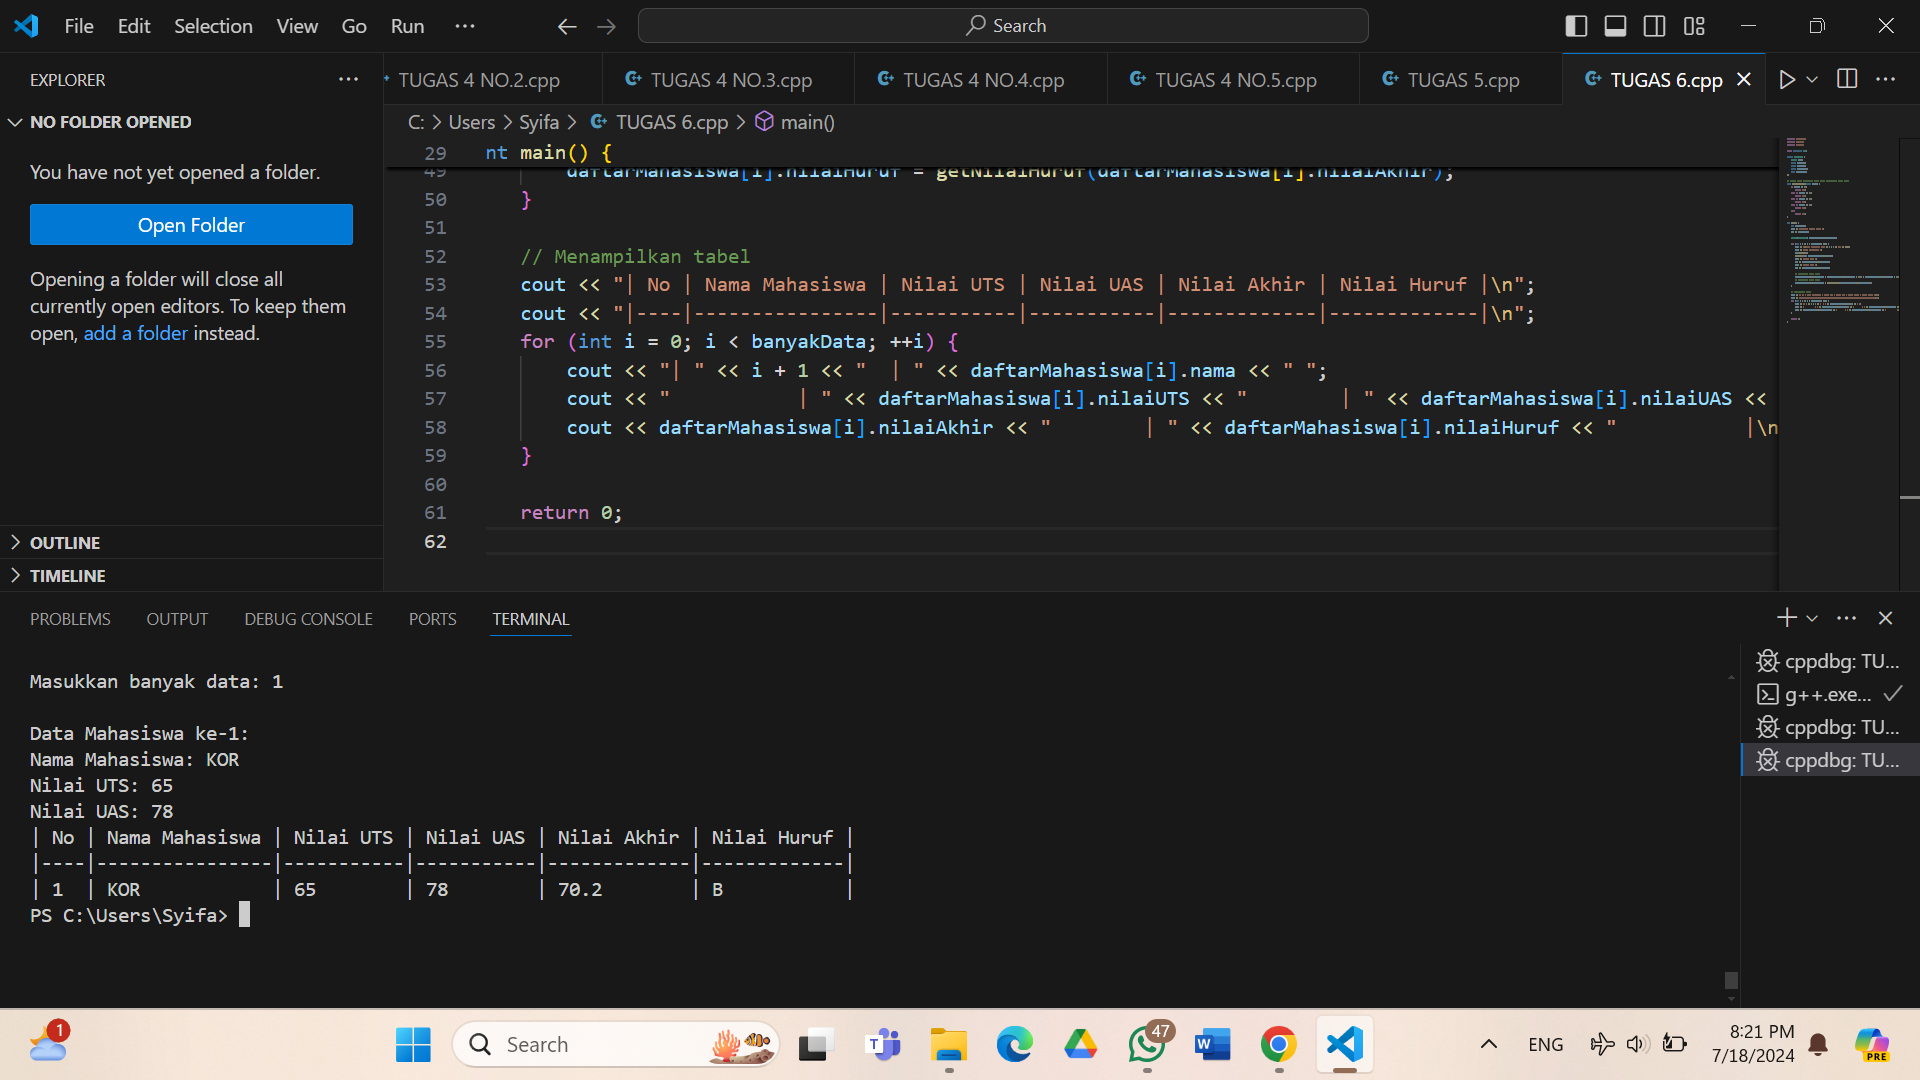 File Edit Selection View Go Run ··· Search
EXPLORER ···
NO FOLDER OPENED
You have not yet opened a folder.
Open Folder
Opening a folder will close all
currently open editors. To keep them
open, add a folder instead.
OUTLINE
TIMELINE
TUGAS 4 NO.2.cpp TUGAS 4 NO.3.cpp TUGAS 4 NO.4.cpp TUGAS 4 NO.5.cpp TUGAS 5.cpp TUGAS 6.cpp
C: > Users > Syifa > TUGAS 6.cpp > main()
29 nt main() {
49 daftarMahasiswa[i].nilaiHuruf = getNilaiHuruf(daftarMahasiswa[i].nilaiAkhir);
50 }
51
52 // Menampilkan tabel
53 cout << "| No | Nama Mahasiswa | Nilai UTS | Nilai UAS | Nilai Akhir | Nilai Huruf |\n";
54 cout << "|----|----------------|-----------|-----------|-------------|-------------|\n";
55 for (int i = 0; i < banyakData; ++i) {
56 cout << "| " << i + 1 << "  | " << daftarMahasiswa[i].nama << " ";
57 cout << "           | " << daftarMahasiswa[i].nilaiUTS << "        | " << daftarMahasiswa[i].nilaiUAS <<
58 cout << daftarMahasiswa[i].nilaiAkhir << "        | " << daftarMahasiswa[i].nilaiHuruf << "           |\n
59 }
60
61 return 0;
62
PROBLEMS OUTPUT DEBUG CONSOLE PORTS TERMINAL
Masukkan banyak data: 1
Data Mahasiswa ke-1:
Nama Mahasiswa: KOR
Nilai UTS: 65
Nilai UAS: 78
| No | Nama Mahasiswa | Nilai UTS | Nilai UAS | Nilai Akhir | Nilai Huruf |
|----|----------------|-----------|-----------|-------------|-------------|
| 1  | KOR            | 65        | 78        | 70.2        | B           |
PS C:\Users\Syifa>
cppdbg: TU...
g++.exe...
cppdbg: TU...
cppdbg: TU...
1 Search T 47 W ENG 8:21 PM PRE
7/18/2024